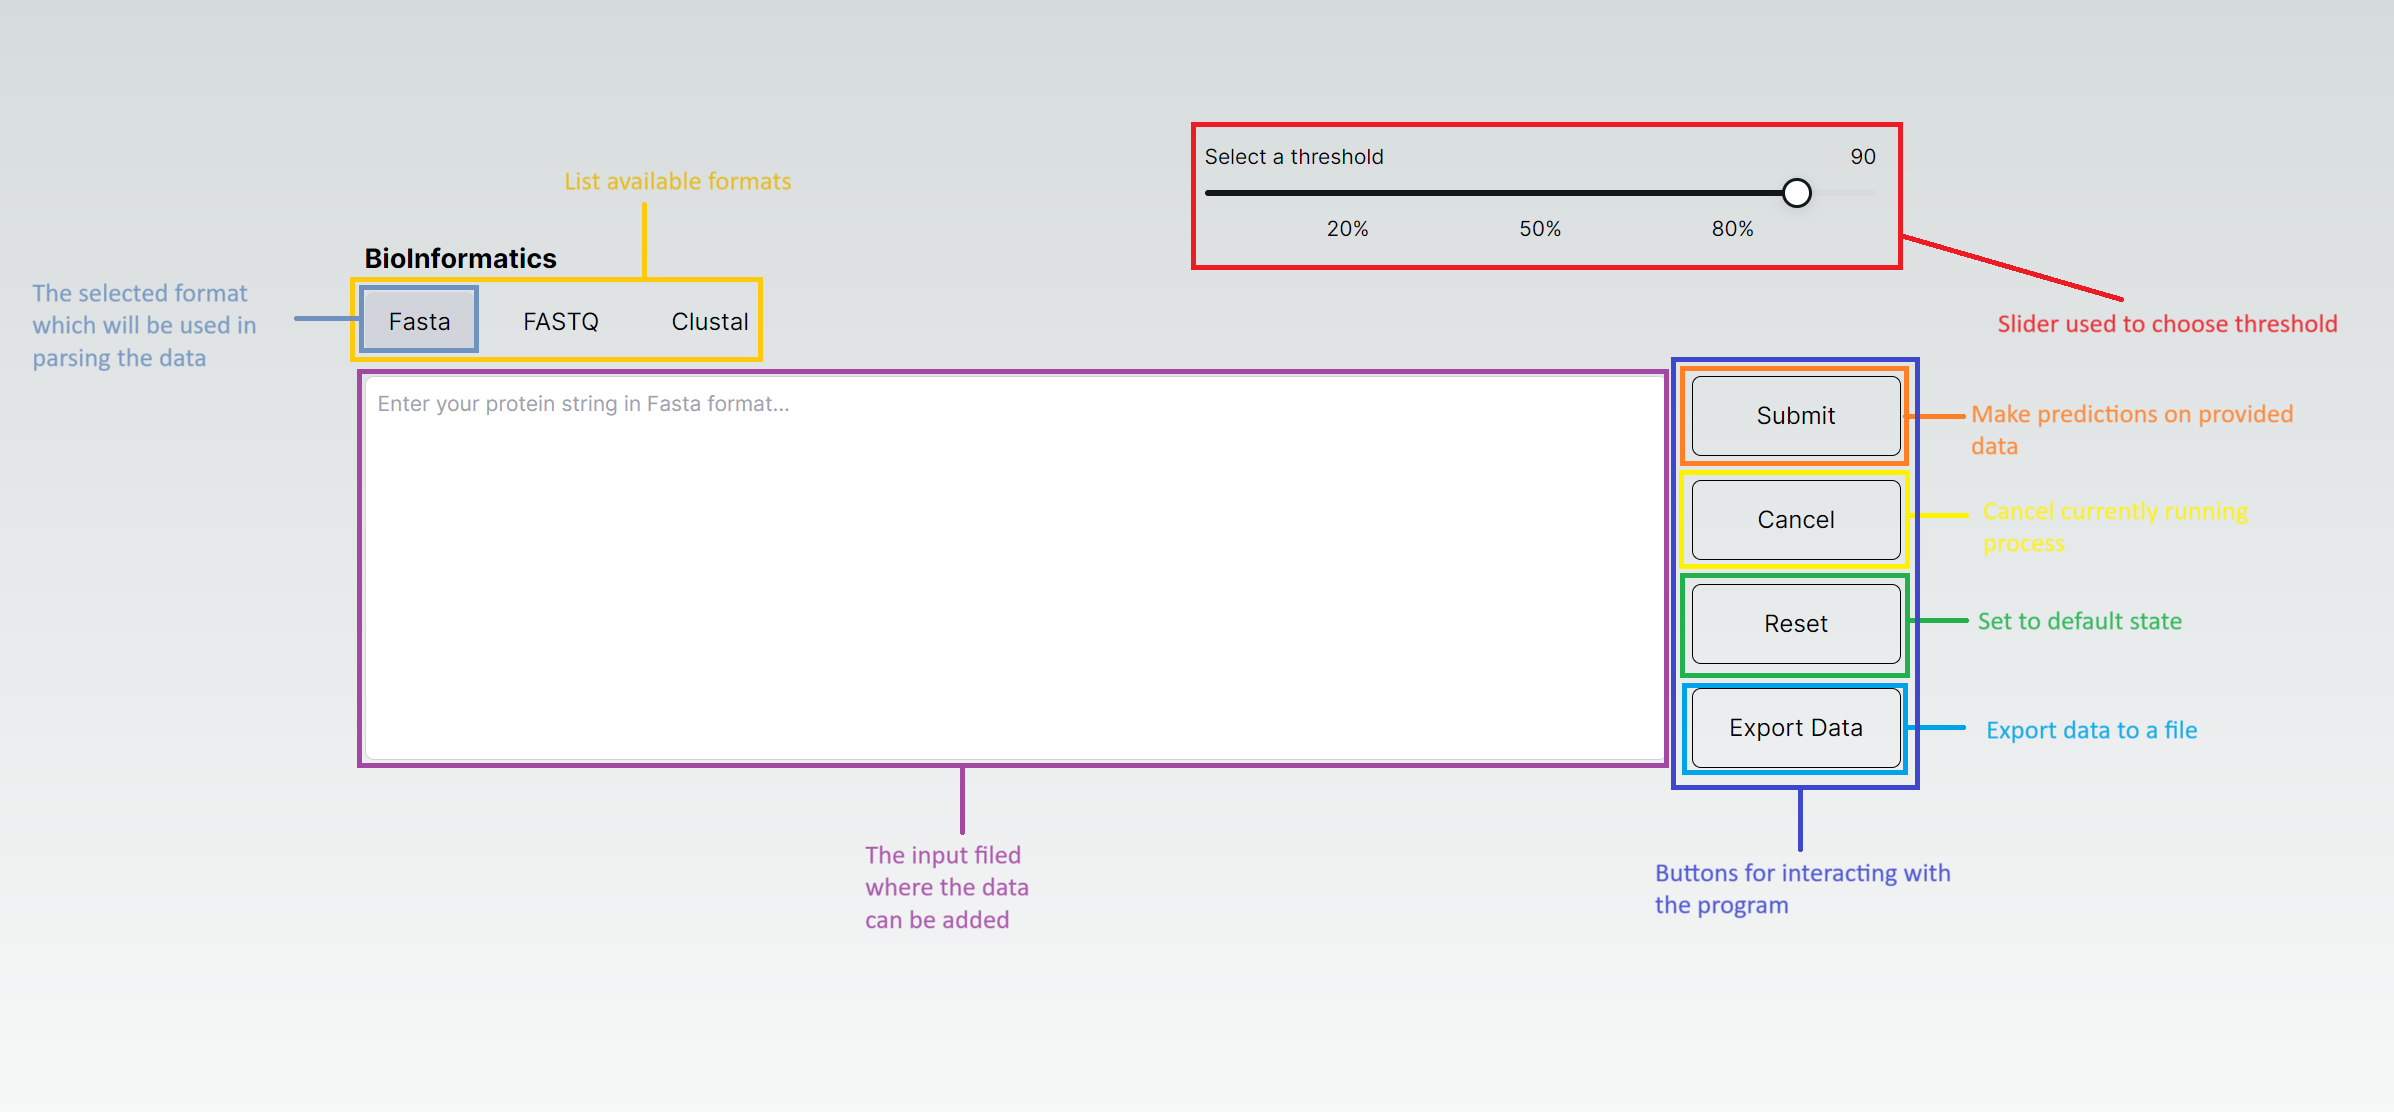 Select a threshold 90
20% 50% 80%
List available formats
BioInformatics
The selected format
which will be used in
parsing the data
Fasta FASTQ Clustal
Slider used to choose threshold
Enter your protein string in Fasta format...
Submit
Make predictions on provided
data
Cancel
Cancel currently running
process
Reset
Set to default state
Export Data
Export data to a file
The input filed
where the data
can be added
Buttons for interacting with
the program